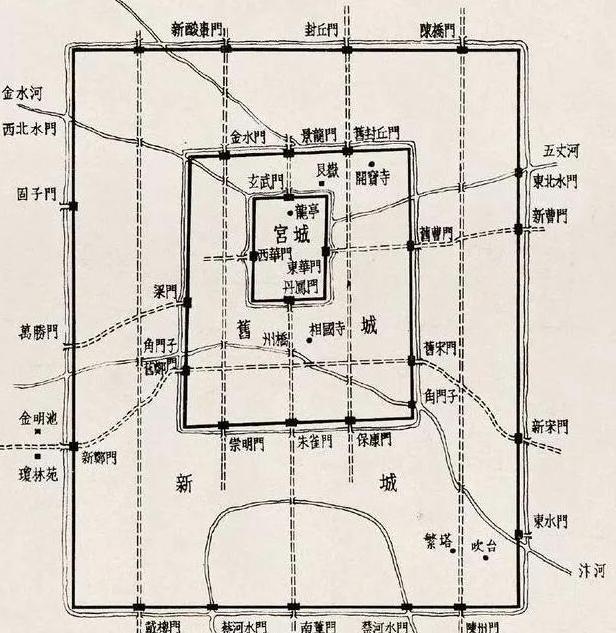 新酸棗門
封丘門
陳橋門
金水河
西北水門
金水門
景龍門
舊封丘門
五丈河
東北水門
固子門
玄武門
艮嶽
開寶寺
龍亭
宮城
新曹門
舊曹門
西華門
東華門
丹鳳門
梁門
萬勝門
舊
州橋
相國寺
城
角門子
舊鄭門
舊宋門
角門子
金明池
瓊林苑
新鄭門
崇明門
朱雀門
保康門
新宋門
新
城
東水門
繁塔
吹台
汴河
戴樓門
蔡河水門
南薰門
蔡河水門
陳州門